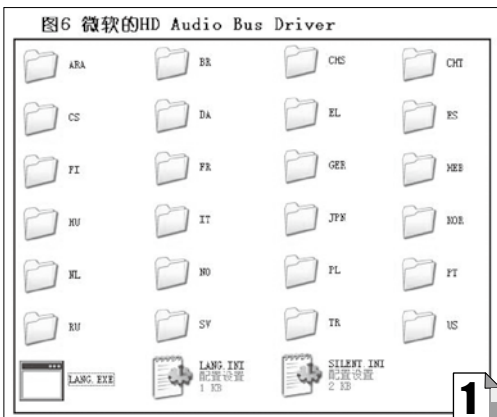 图6 微软的HD Audio Bus Driver
ARA BR CHS CHT
CS DA EL ES
FI FR GER HEB
HU IT JPN KOR
NL NO PL PT
RU SV TR US
LANG.EXE
LANG.INI
配置设置
1 KB
SILENT.INI
配置设置
2 KB
1